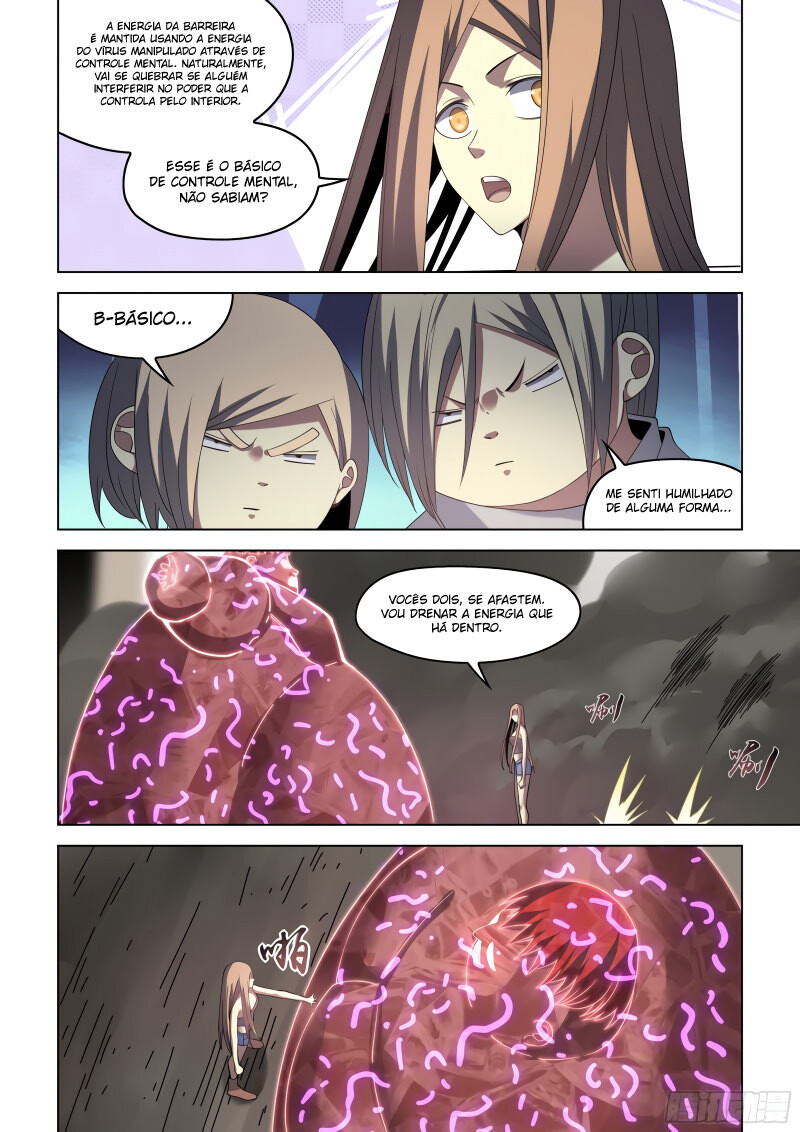 A ENERGIA DA BARREIRA
É MANTIDA USANDO A ENERGIA
DO VÍRUS MANIPULADO ATRAVÉS DE
CONTROLE MENTAL. NATURALMENTE,
VAI SE QUEBRAR SE ALGUÉM
INTERFERIR NO PODER QUE A
CONTROLA PELO INTERIOR.
ESSE É O BÁSICO
DE CONTROLE MENTAL,
NÃO SABIAM?
B-BÁSICO...
ME SENTI HUMILHADO
DE ALGUMA FORMA...
VOCÊS DOIS, SE AFASTEM.
VOU DRENAR A ENERGIA QUE
HÁ DENTRO.
啪